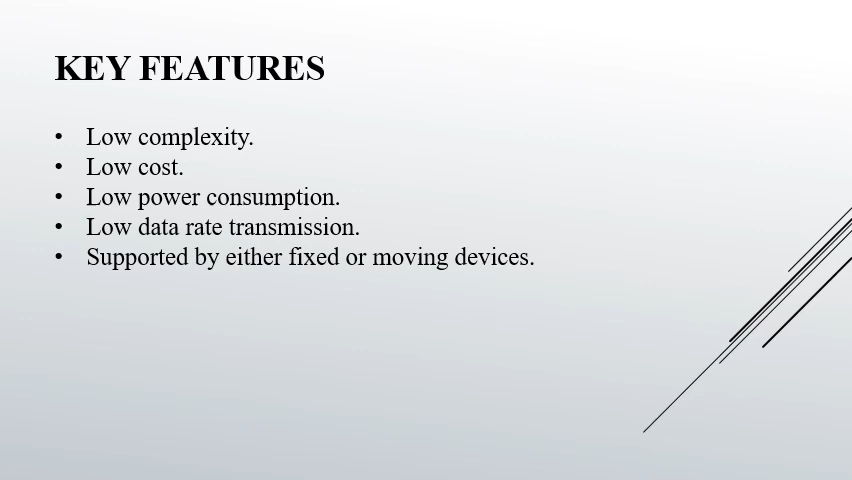 KEY FEATURES
• Low complexity.
• Low cost.
• Low power consumption.
• Low data rate transmission.
• Supported by either fixed or moving devices.